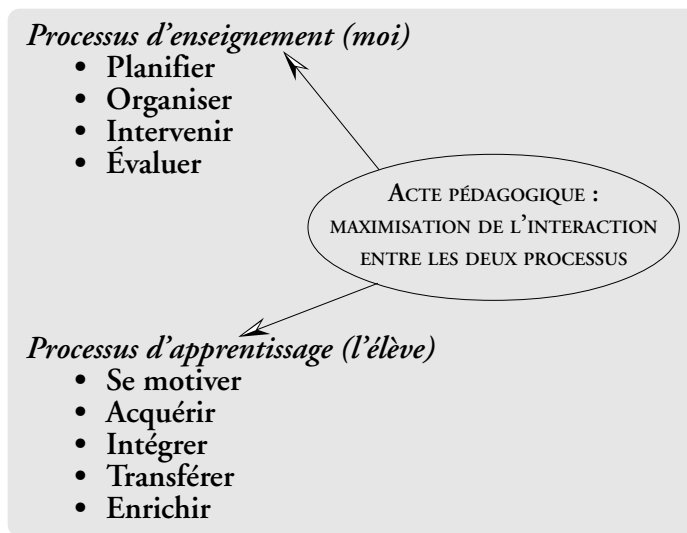 Processus d'enseignement (moi)
• Planifier
• Organiser
• Intervenir
• Évaluer
Acte pédagogique :
maximisation de l'interaction
entre les deux processus
Processus d'apprentissage (l'élève)
• Se motiver
• Acquérir
• Intégrer
• Transférer
• Enrichir